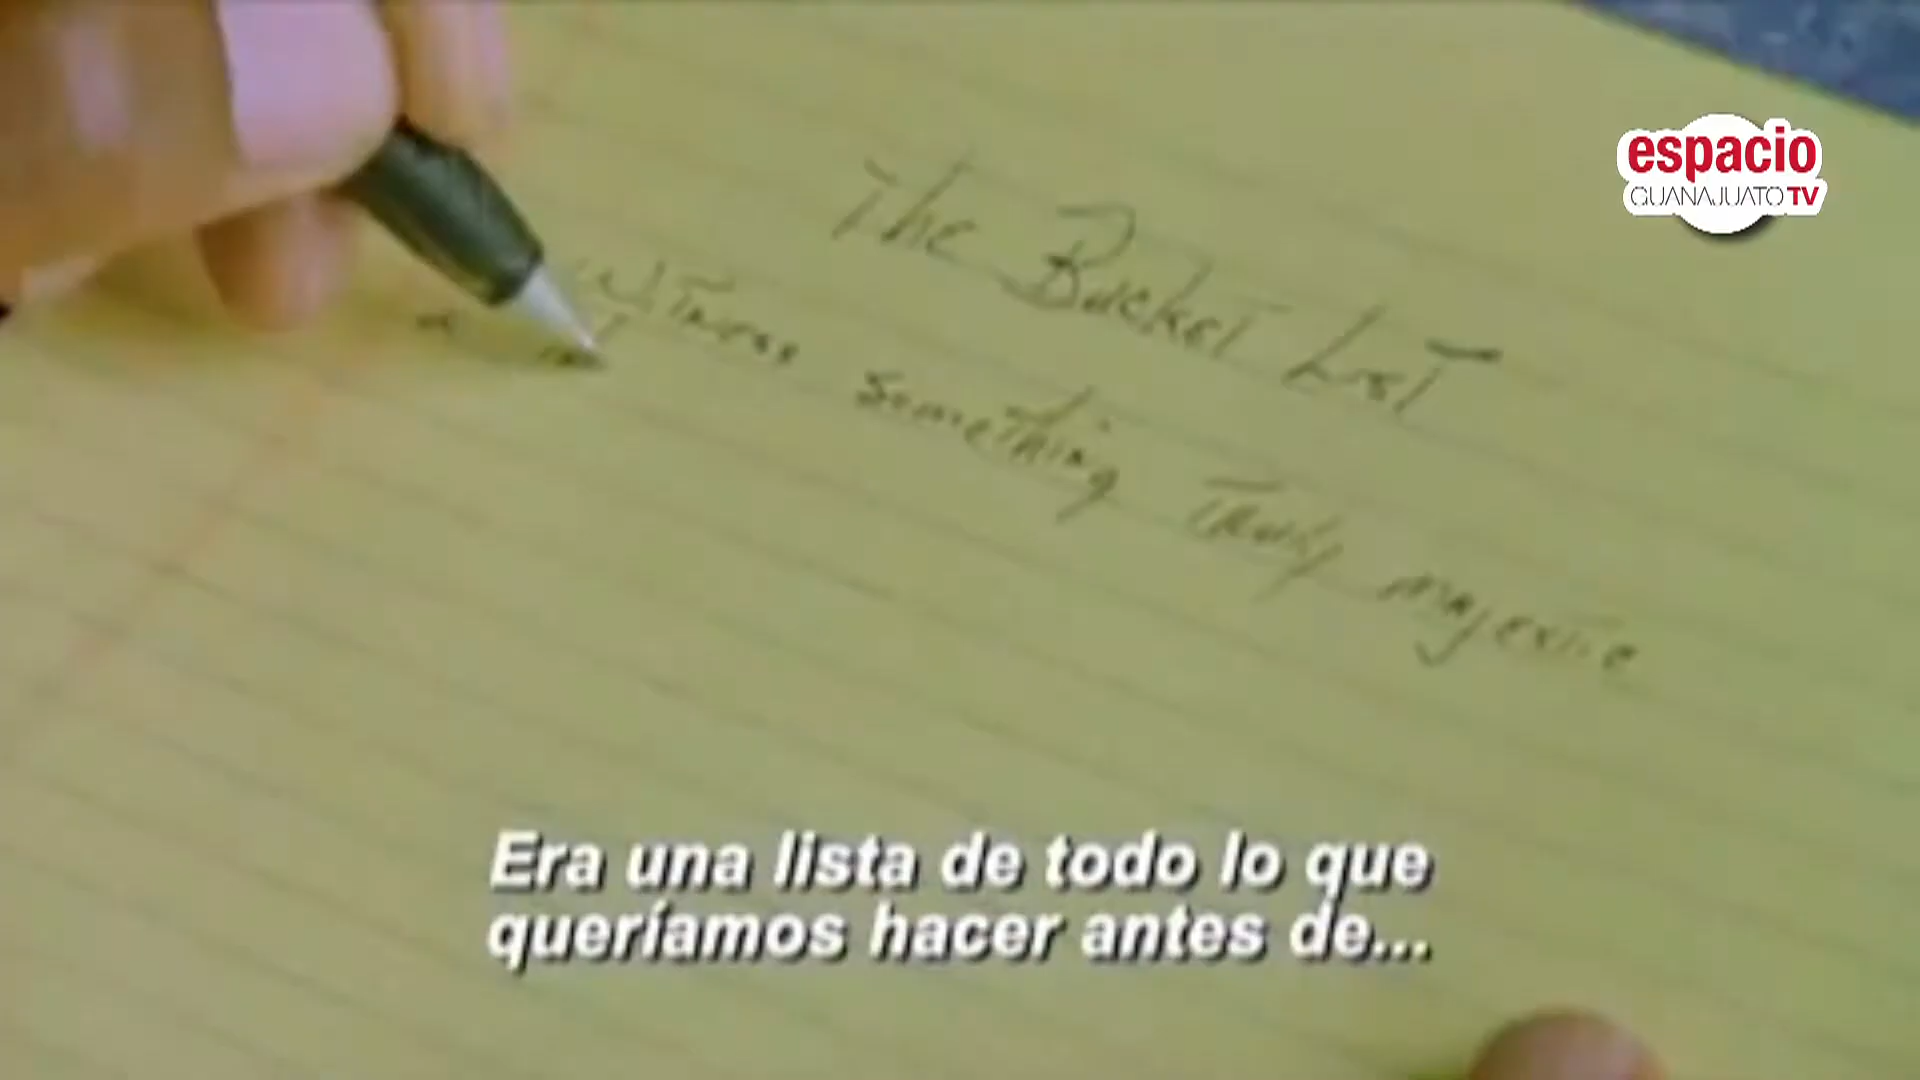 espacio
GUANAJUATO TV
The Bucket List
Witness something truly majestic
Era una lista de todo lo que
queríamos hacer antes de...